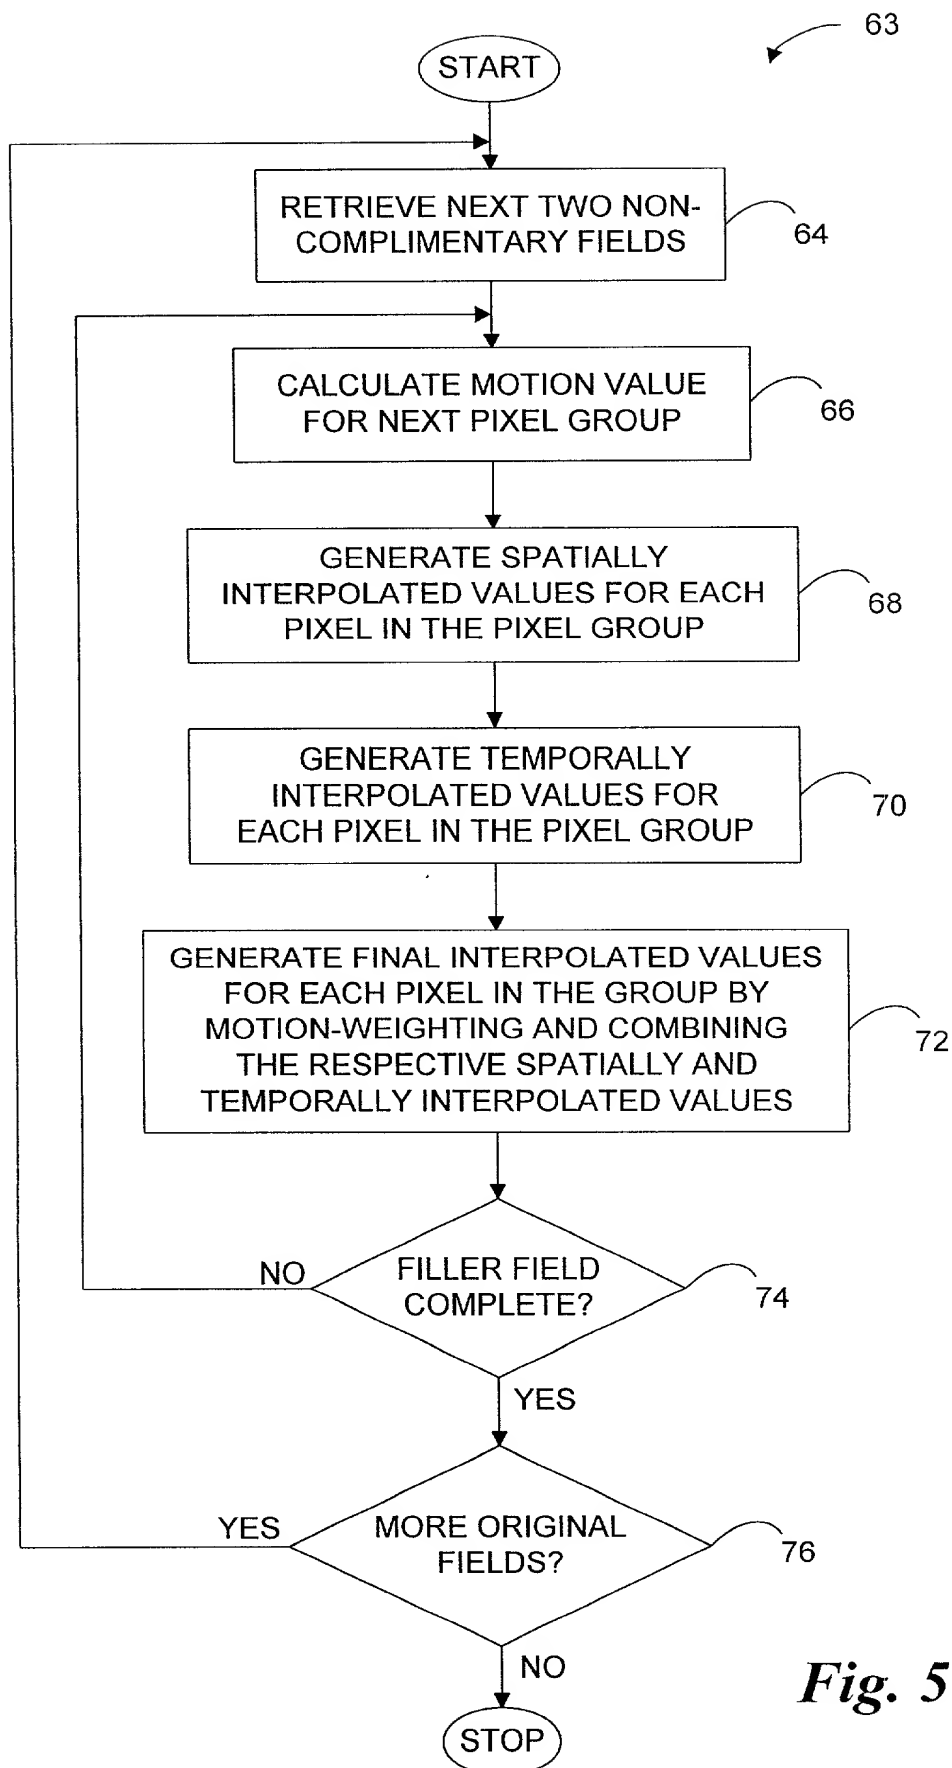 63
START
RETRIEVE NEXT TWO NON-
COMPLIMENTARY FIELDS
64
CALCULATE MOTION VALUE
FOR NEXT PIXEL GROUP
66
GENERATE SPATIALLY
INTERPOLATED VALUES FOR EACH
PIXEL IN THE PIXEL GROUP
68
GENERATE TEMPORALLY
INTERPOLATED VALUES FOR
EACH PIXEL IN THE PIXEL GROUP
70
GENERATE FINAL INTERPOLATED VALUES
FOR EACH PIXEL IN THE GROUP BY
MOTION-WEIGHTING AND COMBINING
THE RESPECTIVE SPATIALLY AND
TEMPORALLY INTERPOLATED VALUES
72
NO
FILLER FIELD
COMPLETE?
74
YES
YES
MORE ORIGINAL
FIELDS?
76
NO
STOP
Fig. 5